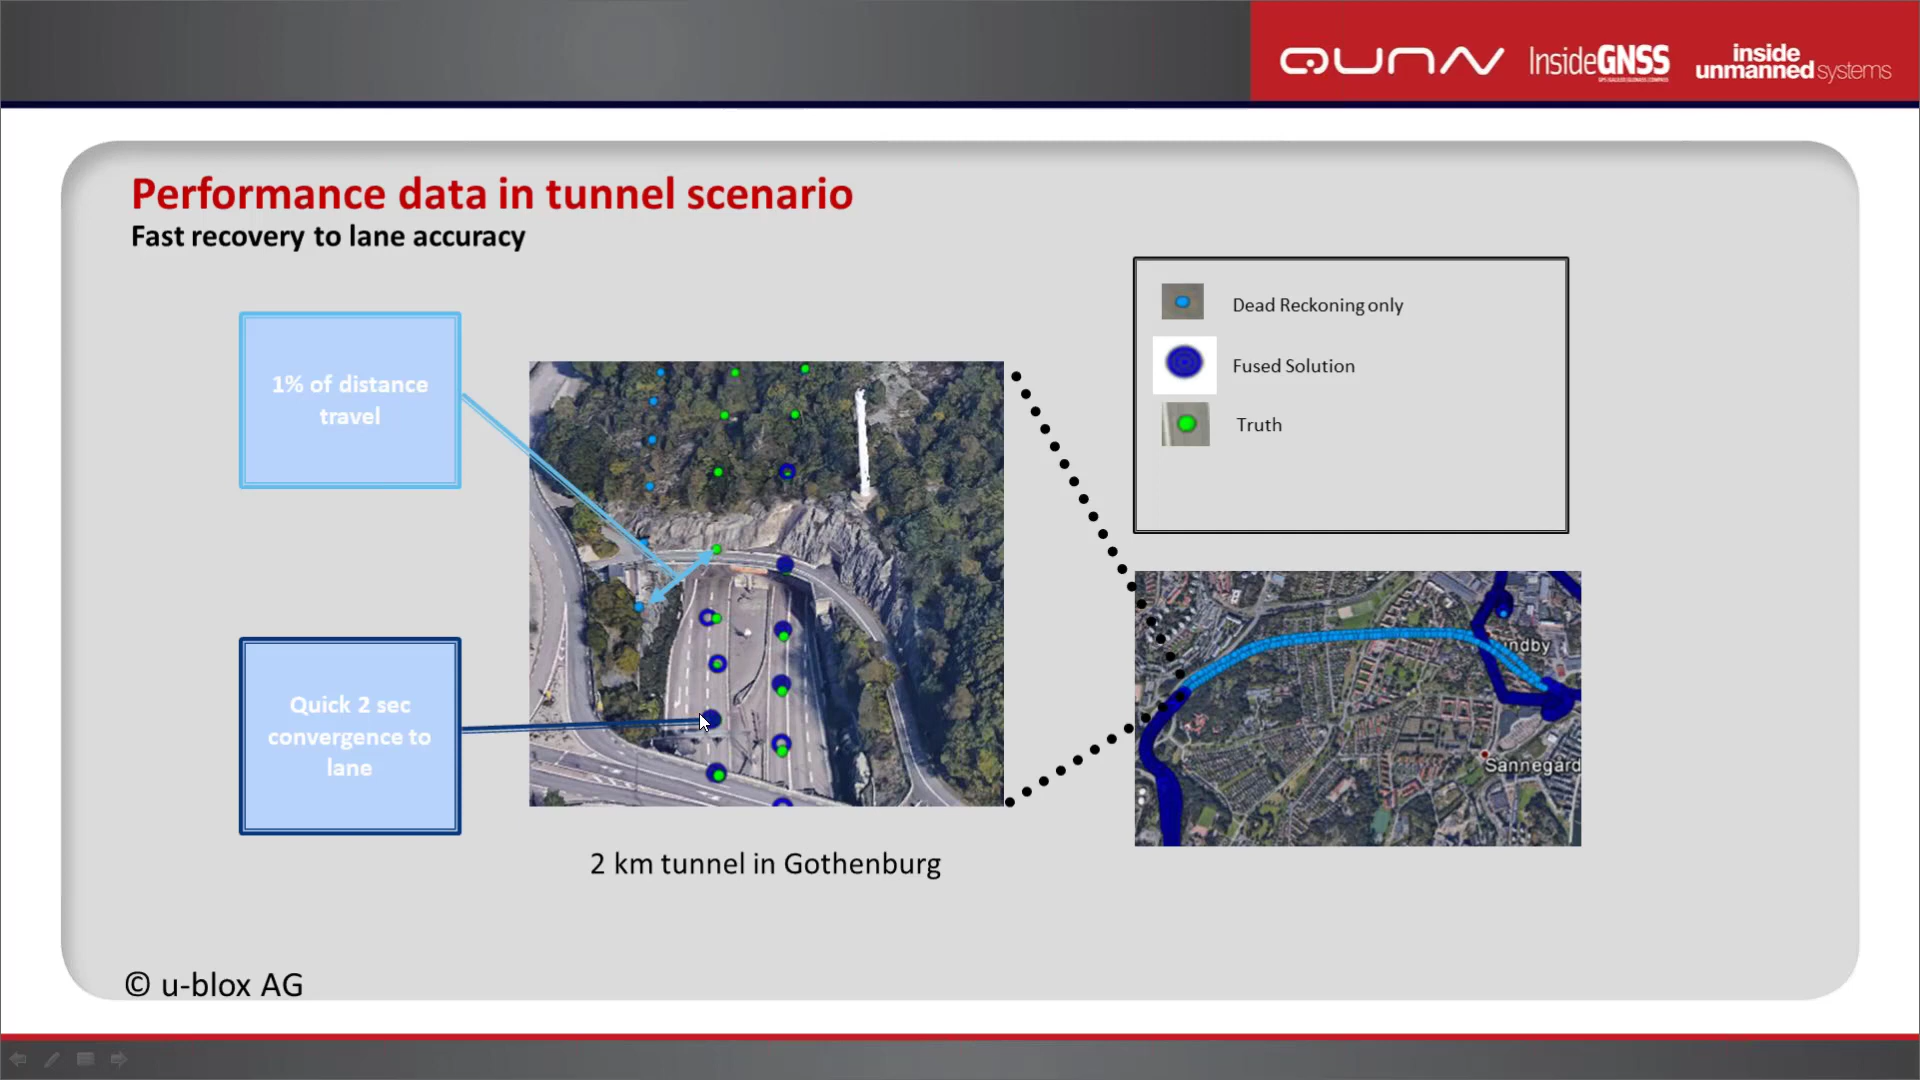 QUNN
InsideGNSS
inside
unmanned systems
Performance data in tunnel scenario
Fast recovery to lane accuracy
1% of distance
travel
Quick 2 sec
convergence to
lane
Dead Reckoning only
Fused Solution
Truth
ndby
Sannegård
2 km tunnel in Gothenburg
© u-blox AG